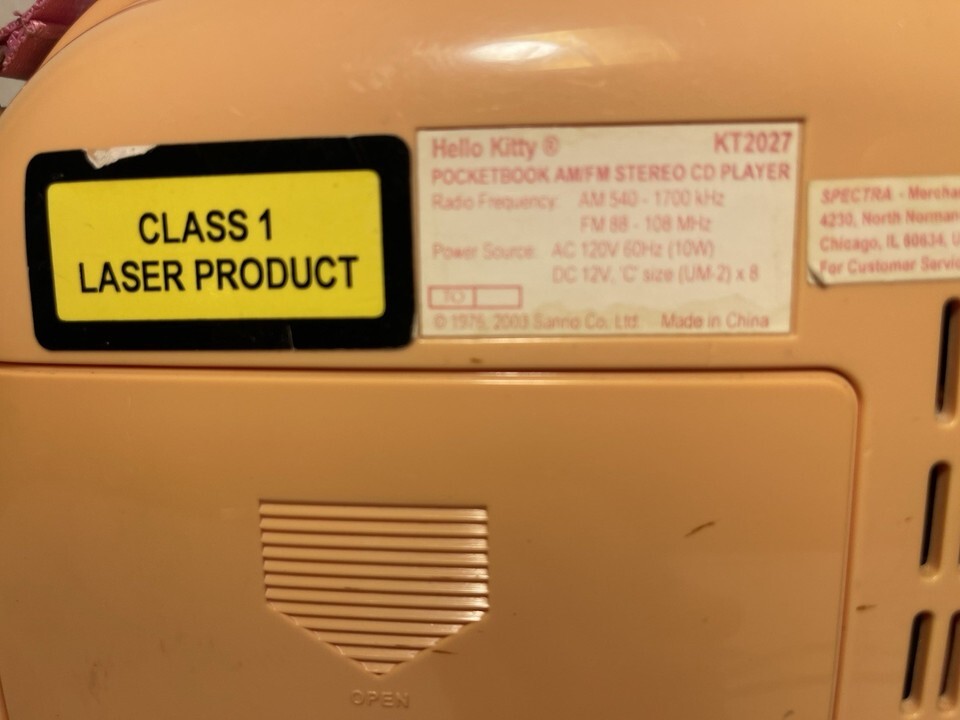 CLASS 1
LASER PRODUCT
Hello Kitty ® KT2027
POCKETBOOK AM/FM STEREO CD PLAYER
Radio Frequency: AM 540 - 1700 kHz
FM 88 - 108 MHz
Power Source: AC 120V 60Hz (10W)
DC 12V, 'C' size (UM-2) x 8
© 1976, 2003 Sanrio Co. Ltd. Made in China
SPECTRA -
4230, North
Chicago, IL 60634,
For Customer
OPEN